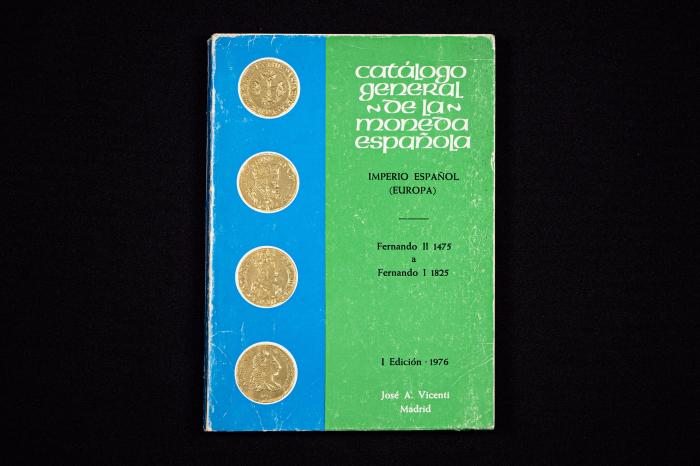 catálogo
general
~de la~
moneda
española
IMPERIO ESPAÑOL
(EUROPA)
Fernando II 1475
a
Fernando I 1825
I Edición - 1976
José A. Vicenti
Madrid